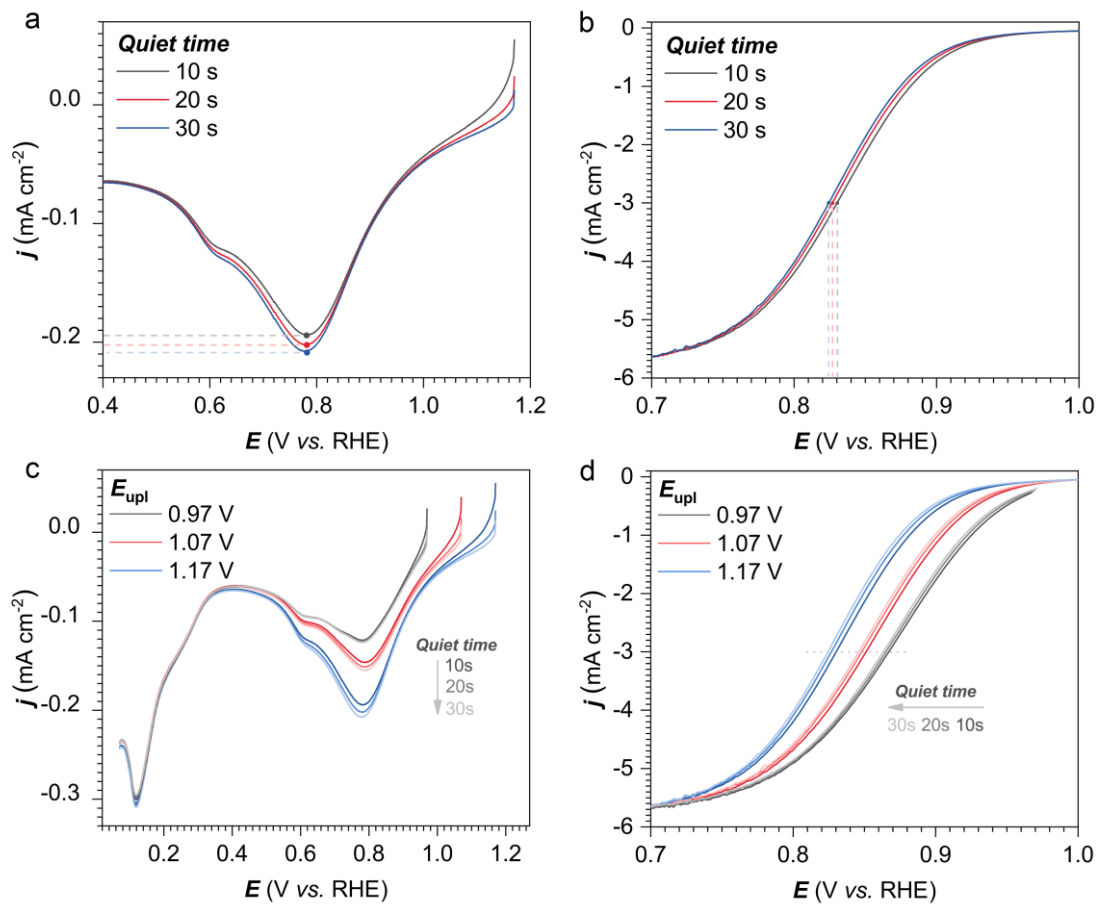 a
Quiet time
10 s
20 s
30 s
0.0
-0.1
-0.2
j (mA cm⁻²)
0.4 0.6 0.8 1.0 1.2
E (V vs. RHE)
b
Quiet time
10 s
20 s
30 s
0
-1
-2
-3
-4
-5
-6
j (mA cm⁻²)
0.7 0.8 0.9 1.0
E (V vs. RHE)
c
Eupl
0.97 V
1.07 V
1.17 V
0.0
-0.1
-0.2
-0.3
j (mA cm⁻²)
Quiet time
10s
20s
30s
0.2 0.4 0.6 0.8 1.0 1.2
E (V vs. RHE)
d
Eupl
0.97 V
1.07 V
1.17 V
0
-1
-2
-3
-4
-5
-6
j (mA cm⁻²)
Quiet time
30s 20s 10s
0.7 0.8 0.9 1.0
E (V vs. RHE)